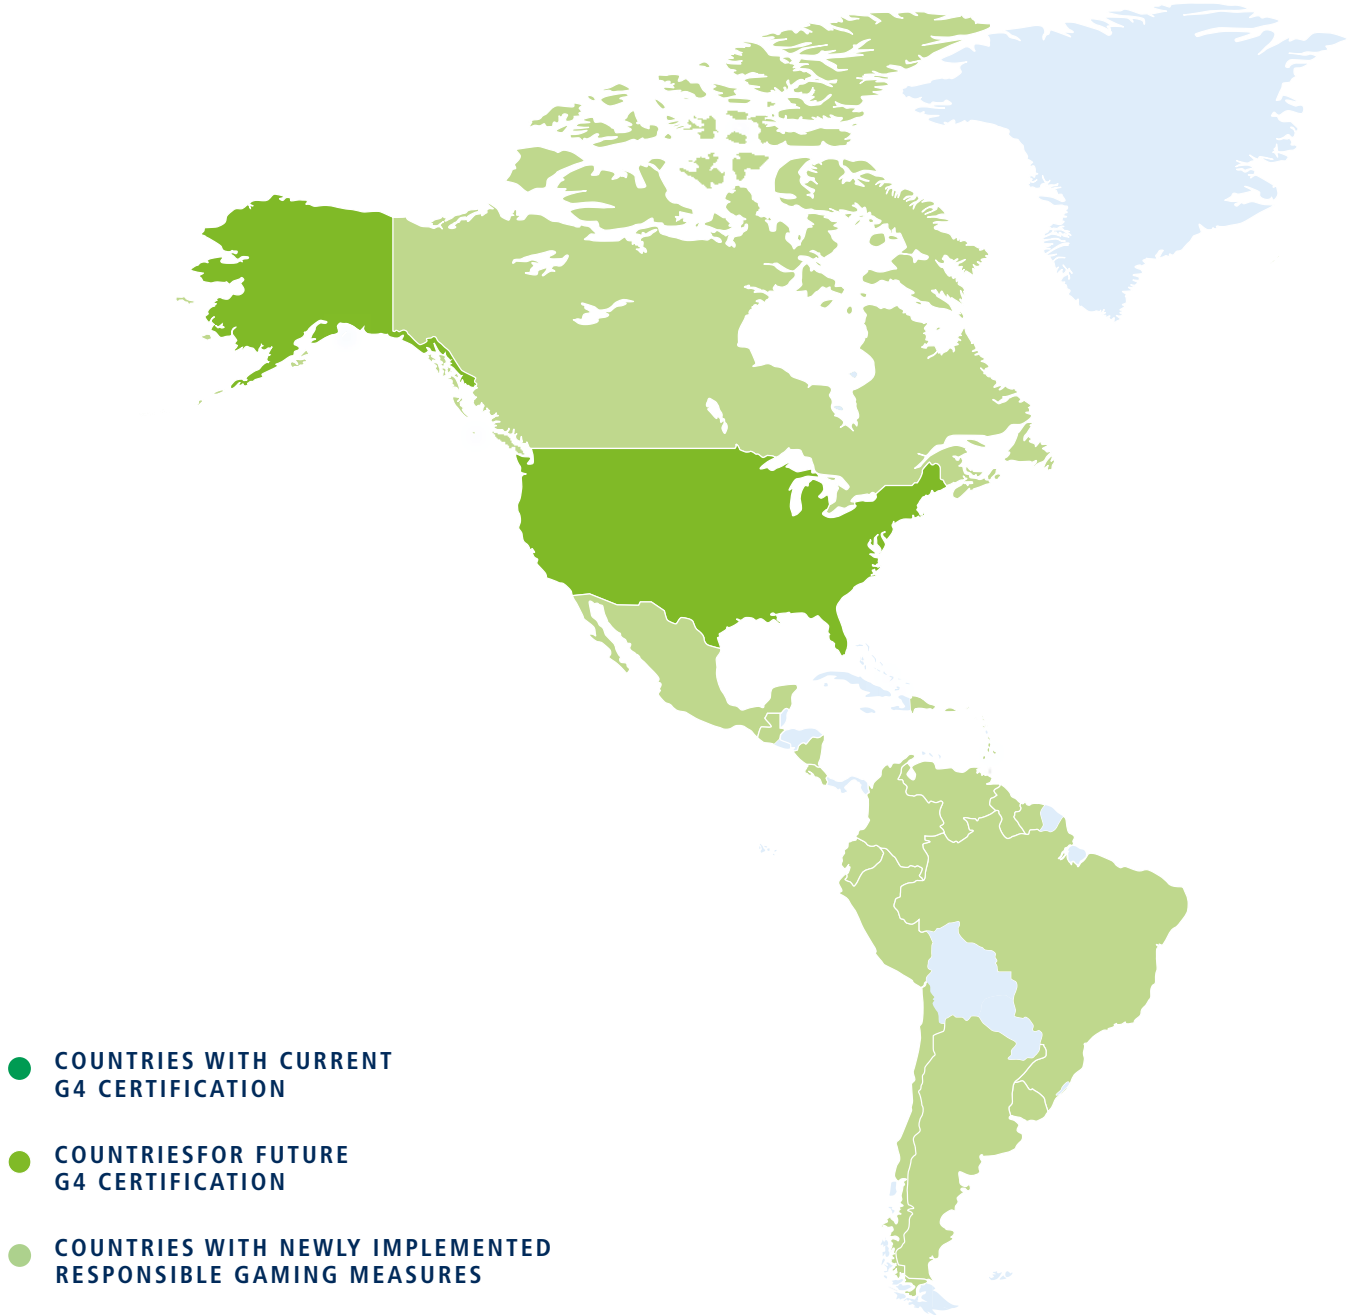 COUNTRIES WITH CURRENT
G4 CERTIFICATION
COUNTRIESFOR FUTURE
G4 CERTIFICATION
COUNTRIES WITH NEWLY IMPLEMENTED
RESPONSIBLE GAMING MEASURES